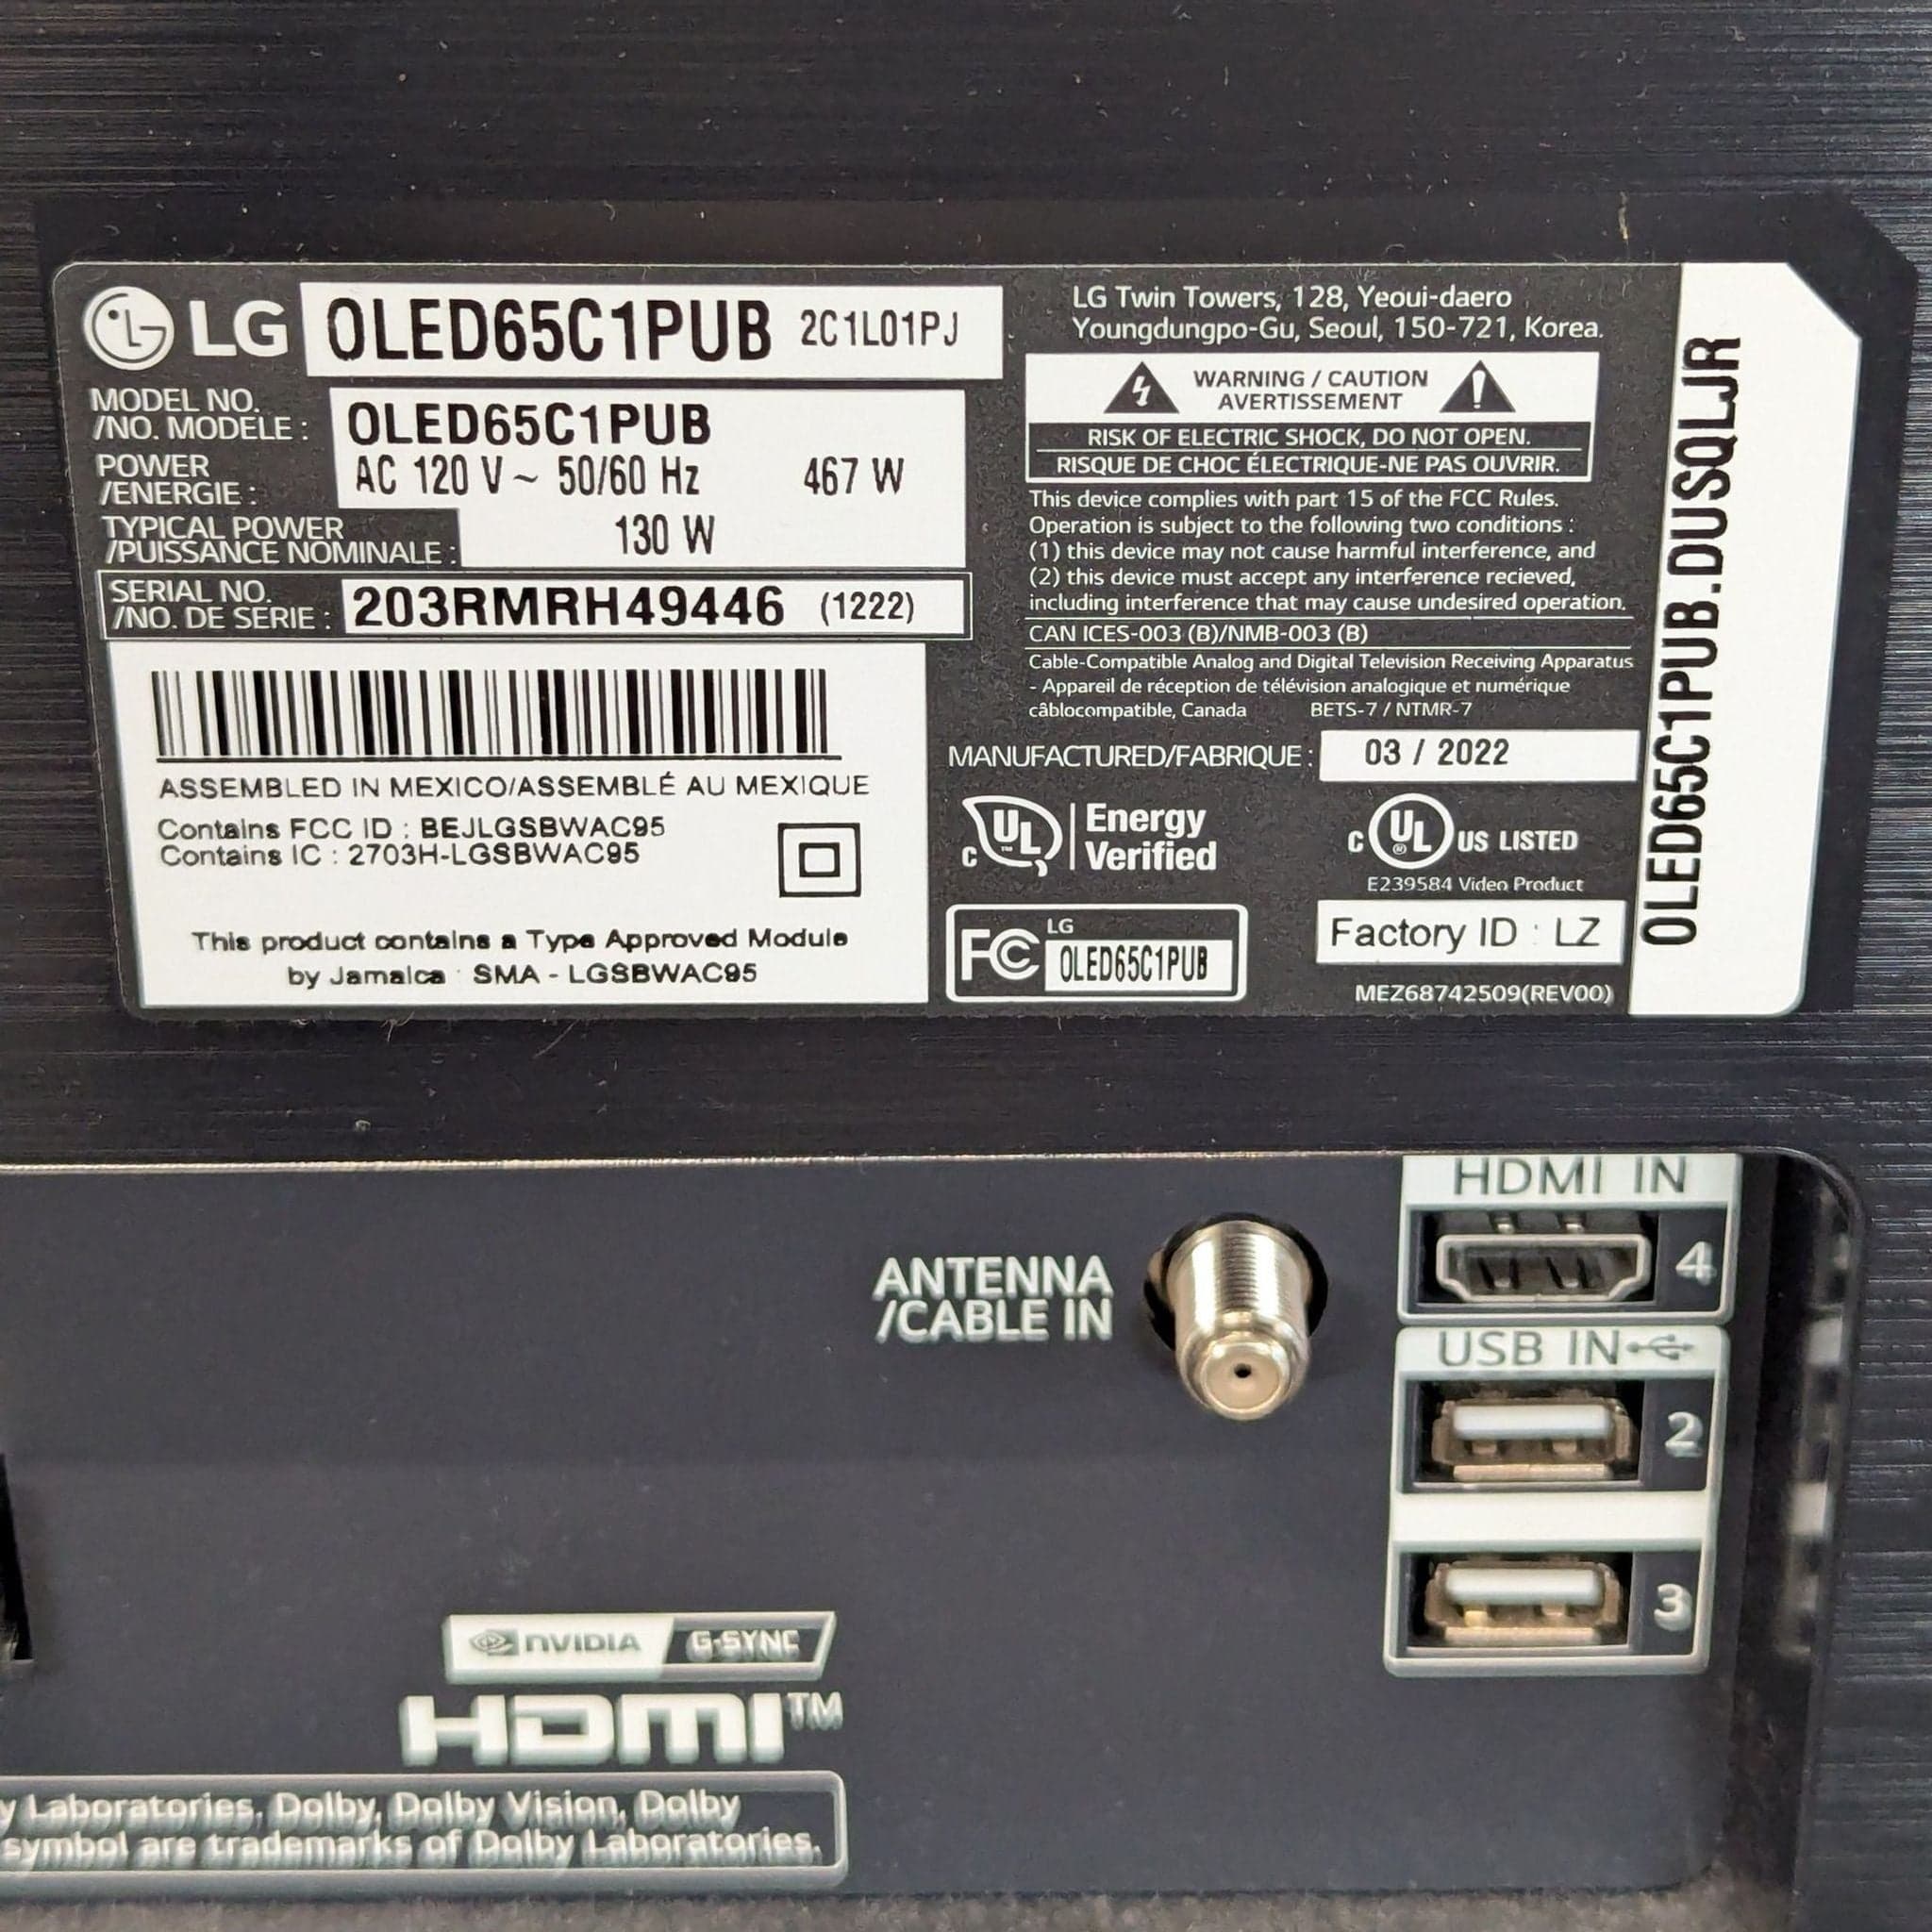 LG OLED65C1PUB 2C1L01PJ
MODEL NO.
/NO. MODÈLE : OLED65C1PUB
POWER
/ÉNERGIE : AC 120 V ~ 50/60 Hz 467 W
TYPICAL POWER
/PUISSANCE NOMINALE : 130 W
SERIAL NO.
/NO. DE SÉRIE : 203RMRH49446 (1222)
ASSEMBLED IN MEXICO/ASSEMBLÉ AU MEXIQUE
Contains FCC ID : BEJLGSBWAC95
Contains IC : 2703H-LGSBWAC95
This product contains a Type Approved Module
by Jamaica : SMA - LGSBWAC95
LG Twin Towers, 128, Yeoui-daero
Youngdungpo-Gu, Seoul, 150-721, Korea.
WARNING / CAUTION
AVERTISSEMENT
RISK OF ELECTRIC SHOCK, DO NOT OPEN.
RISQUE DE CHOC ÉLECTRIQUE-NE PAS OUVRIR.
This device complies with part 15 of the FCC Rules.
Operation is subject to the following two conditions :
(1) this device may not cause harmful interference, and
(2) this device must accept any interference recieved,
including interference that may cause undesired operation.
CAN ICES-003 (B)/NMB-003 (B)
Cable-Compatible Analog and Digital Television Receiving Apparatus
- Appareil de réception de télévision analogique et numérique
câblocompatible, Canada BETS-7 / NTMR-7
MANUFACTURED/FABRIQUE : 03 / 2022
c UL Energy
Verified
c UL US LISTED
E239584 Video Product
FC LG
OLED65C1PUB
Factory ID : LZ
MEZ68742509(REV00)
OLED65C1PUB.DUSQLJR
ANTENNA
/CABLE IN
HDMI IN
4
USB IN
2
3
NVIDIA G-SYNC
HDMI™
y Laboratories. Dolby, Dolby Vision, Dolby
symbol are trademarks of Dolby Laboratories.